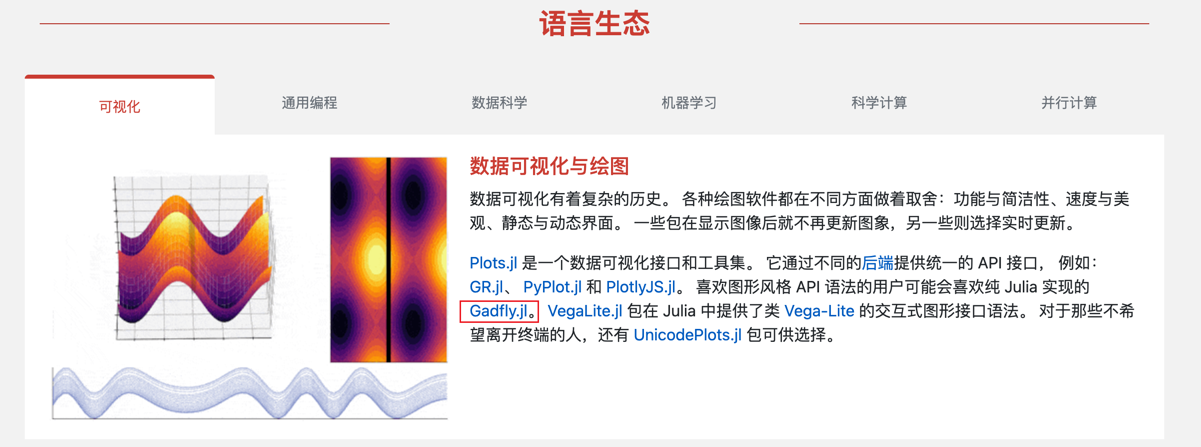 语言生态
可视化
通用编程
数据科学
机器学习
科学计算
并行计算
数据可视化与绘图
数据可视化有着复杂的历史。 各种绘图软件都在不同方面做着取舍：功能与简洁性、速度与美
观、静态与动态界面。 一些包在显示图像后就不再更新图象，另一些则选择实时更新。
Plots.jl 是一个数据可视化接口和工具集。 它通过不同的后端提供统一的 API 接口， 例如：
GR.jl、 PyPlot.jl 和 PlotlyJS.jl。 喜欢图形风格 API 语法的用户可能会喜欢纯 Julia 实现的
Gadfly.jl。 VegaLite.jl 包在 Julia 中提供了类 Vega-Lite 的交互式图形接口语法。 对于那些不希
望离开终端的人，还有 UnicodePlots.jl 包可供选择。